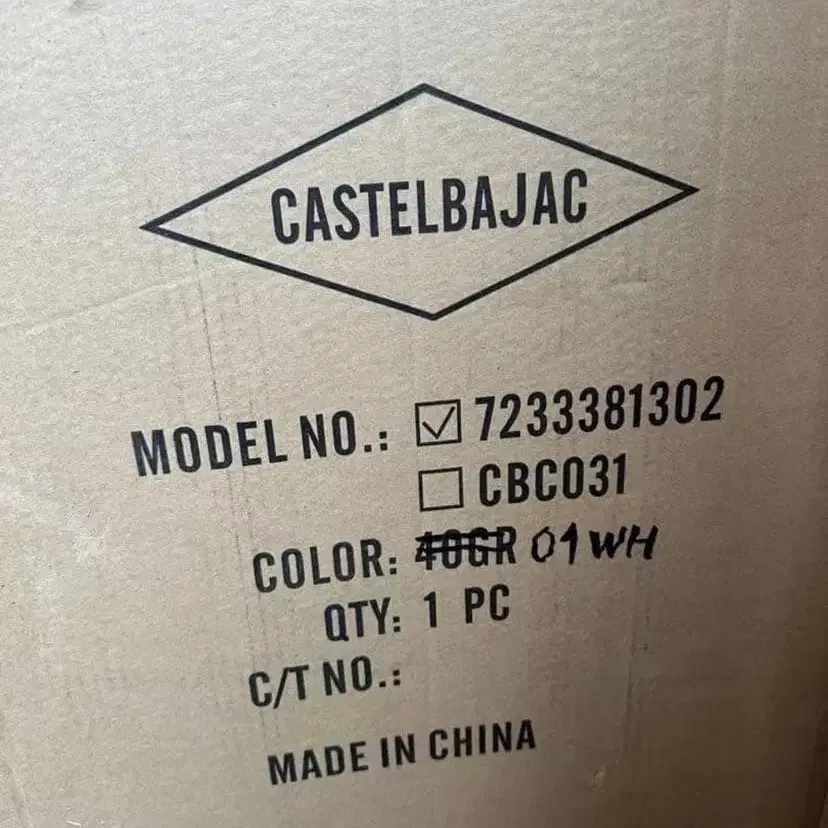 CASTELBAJAC
MODEL NO.: ☑ 7233381302
☐ CBC031
COLOR: 40GR 01WH
QTY: 1 PC
C/T NO.:
MADE IN CHINA